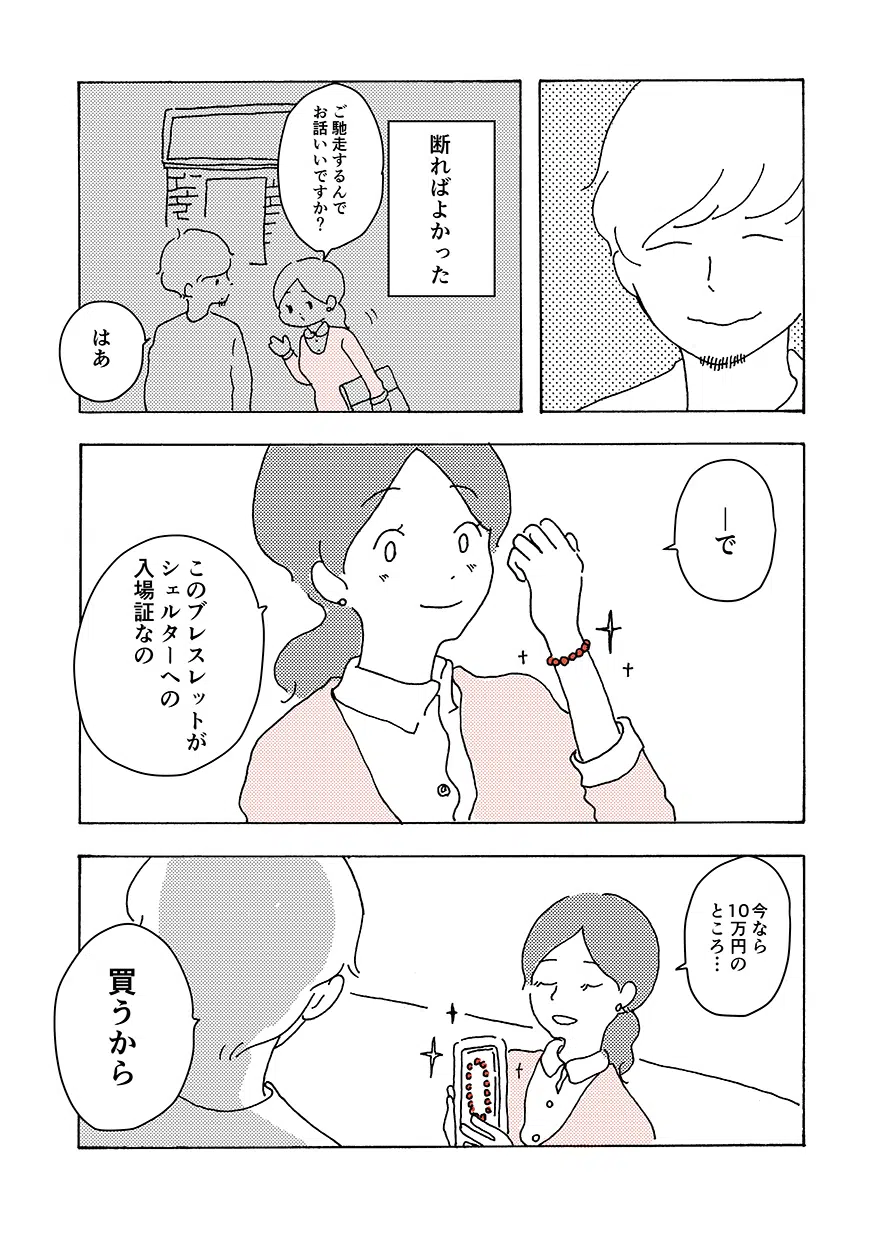 断ればよかった
ご馳走するんで
お話いいですか？
はあ
ーで
このブレスレットが
シェルターへの
入場証なの
今なら
10万円の
ところ…
買うから